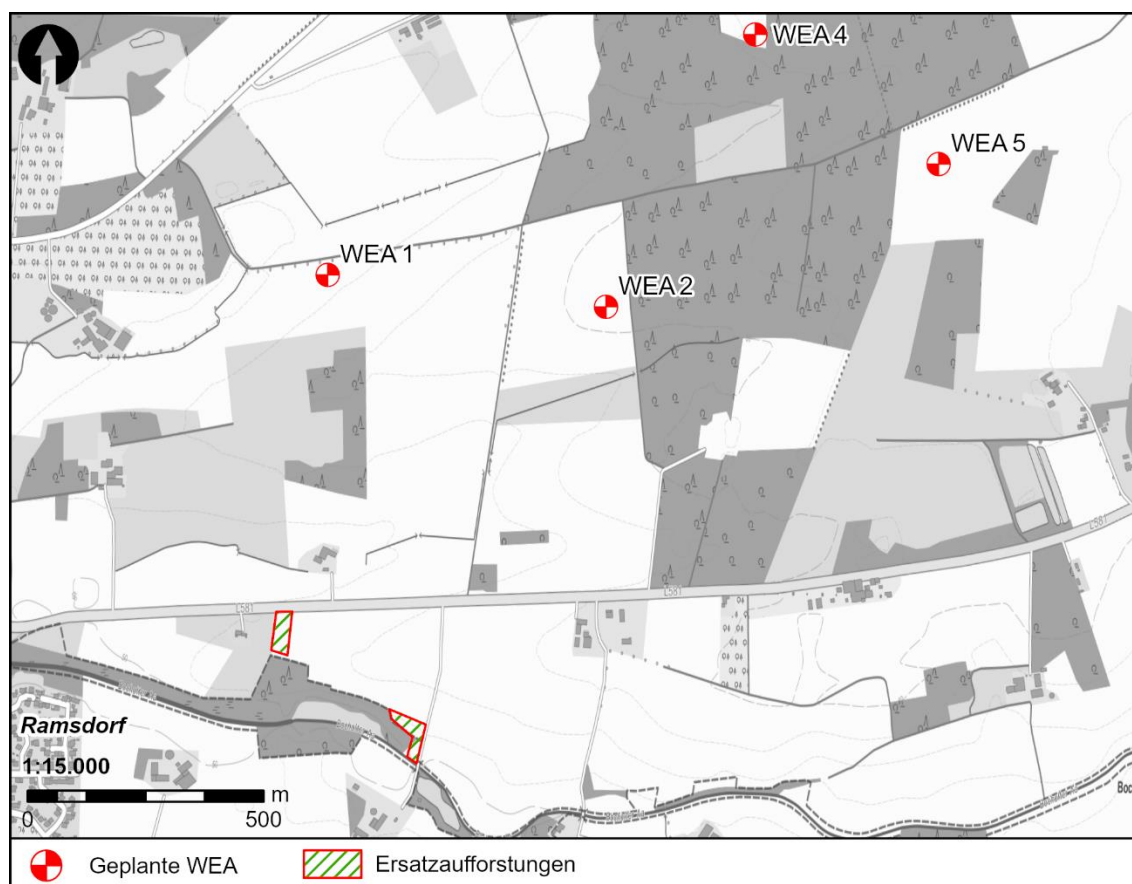 WEA 4
WEA 5
WEA 1
WEA 2
L581
L581
L581
Ramsdorf
1:15.000
m
0 500
Geplante WEA
Ersatzaufforstungen